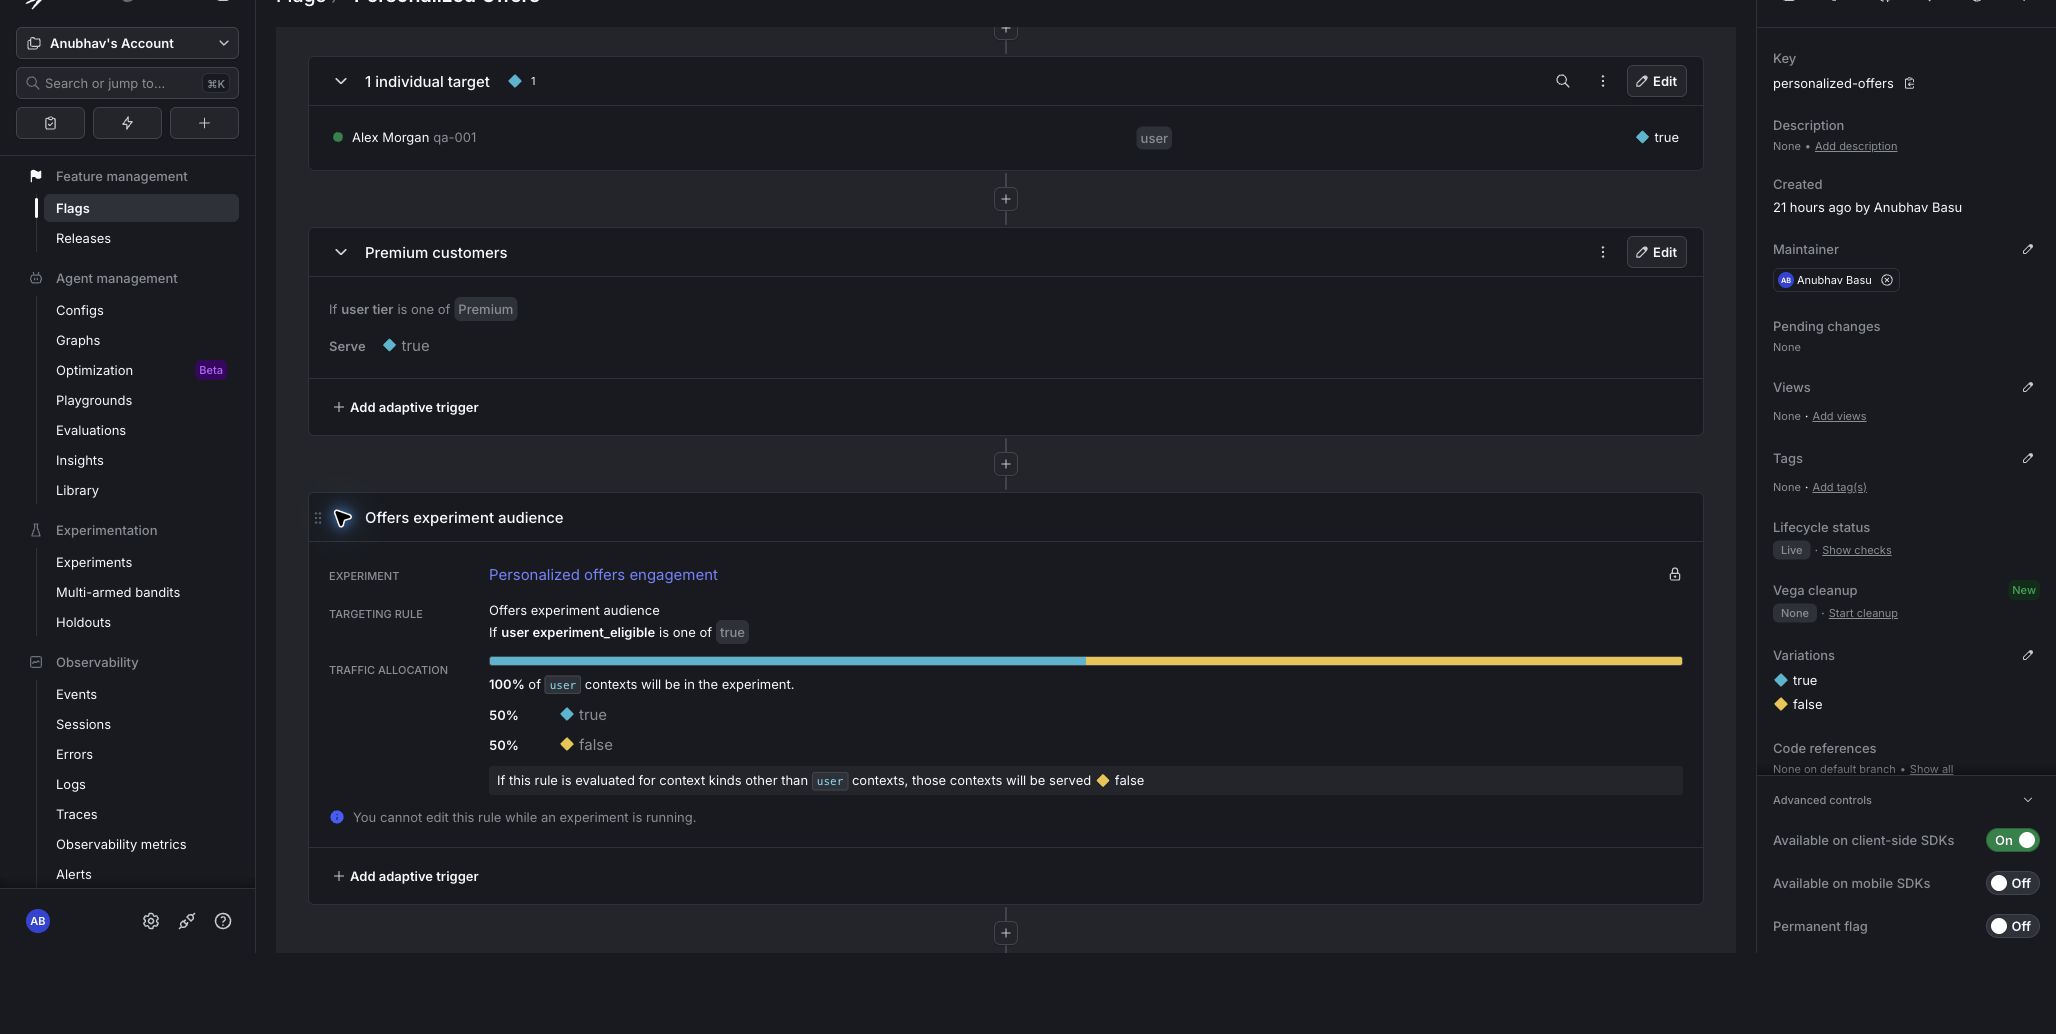 Flags / Personalized Offers
Anubhav's Account
Search or jump to... ⌘K
Feature management
Flags
Releases
Agent management
Configs
Graphs
Optimization Beta
Playgrounds
Evaluations
Insights
Library
Experimentation
Experiments
Multi-armed bandits
Holdouts
Observability
Events
Sessions
Errors
Logs
Traces
Observability metrics
Alerts
AB
1 individual target 1
Edit
Alex Morgan qa-001 user true
Premium customers
Edit
If user tier is one of Premium
Serve true
Add adaptive trigger
Offers experiment audience
EXPERIMENT Personalized offers engagement
TARGETING RULE Offers experiment audience
If user experiment_eligible is one of true
TRAFFIC ALLOCATION
100% of user contexts will be in the experiment.
50% true
50% false
If this rule is evaluated for context kinds other than user contexts, those contexts will be served false
You cannot edit this rule while an experiment is running.
Add adaptive trigger
Key
personalized-offers
Description
None • Add description
Created
21 hours ago by Anubhav Basu
Maintainer
AB Anubhav Basu
Pending changes
None
Views
None · Add views
Tags
None · Add tag(s)
Lifecycle status
Live · Show checks
Vega cleanup New
None · Start cleanup
Variations
true
false
Code references
None on default branch • Show all
Advanced controls
Available on client-side SDKs On
Available on mobile SDKs Off
Permanent flag Off